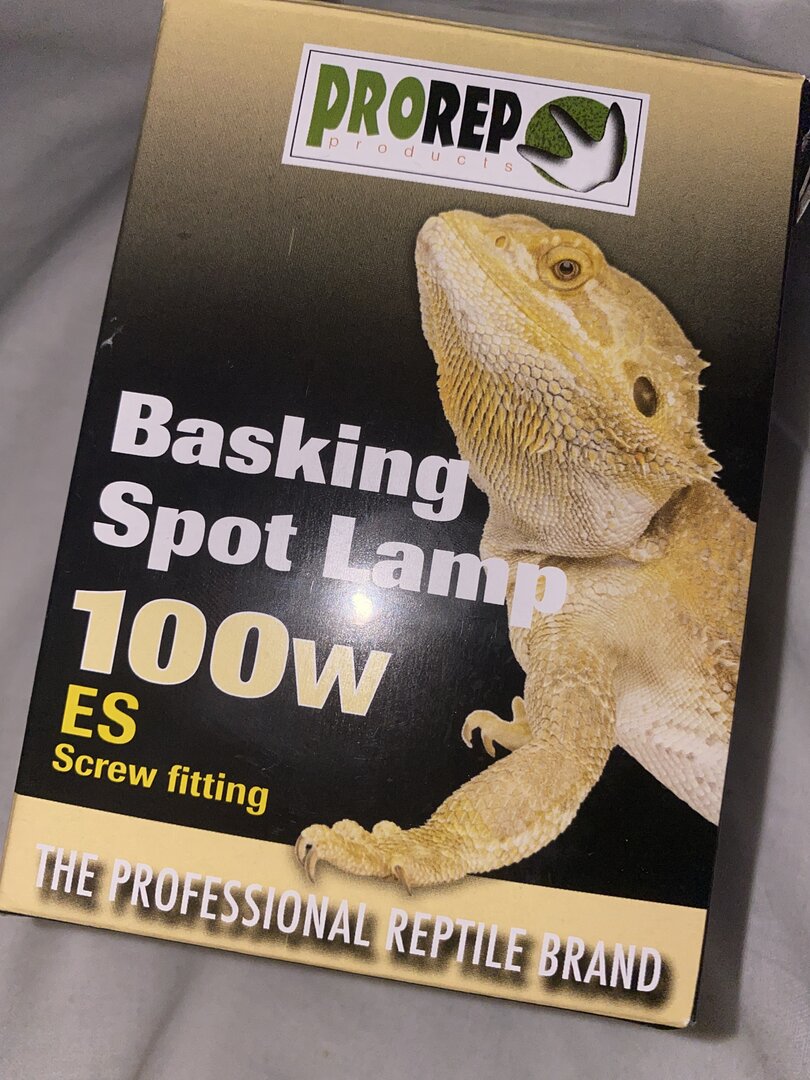 PROREP
products
Basking
Spot Lamp
100W
ES
Screw fitting
THE PROFESSIONAL REPTILE BRAND